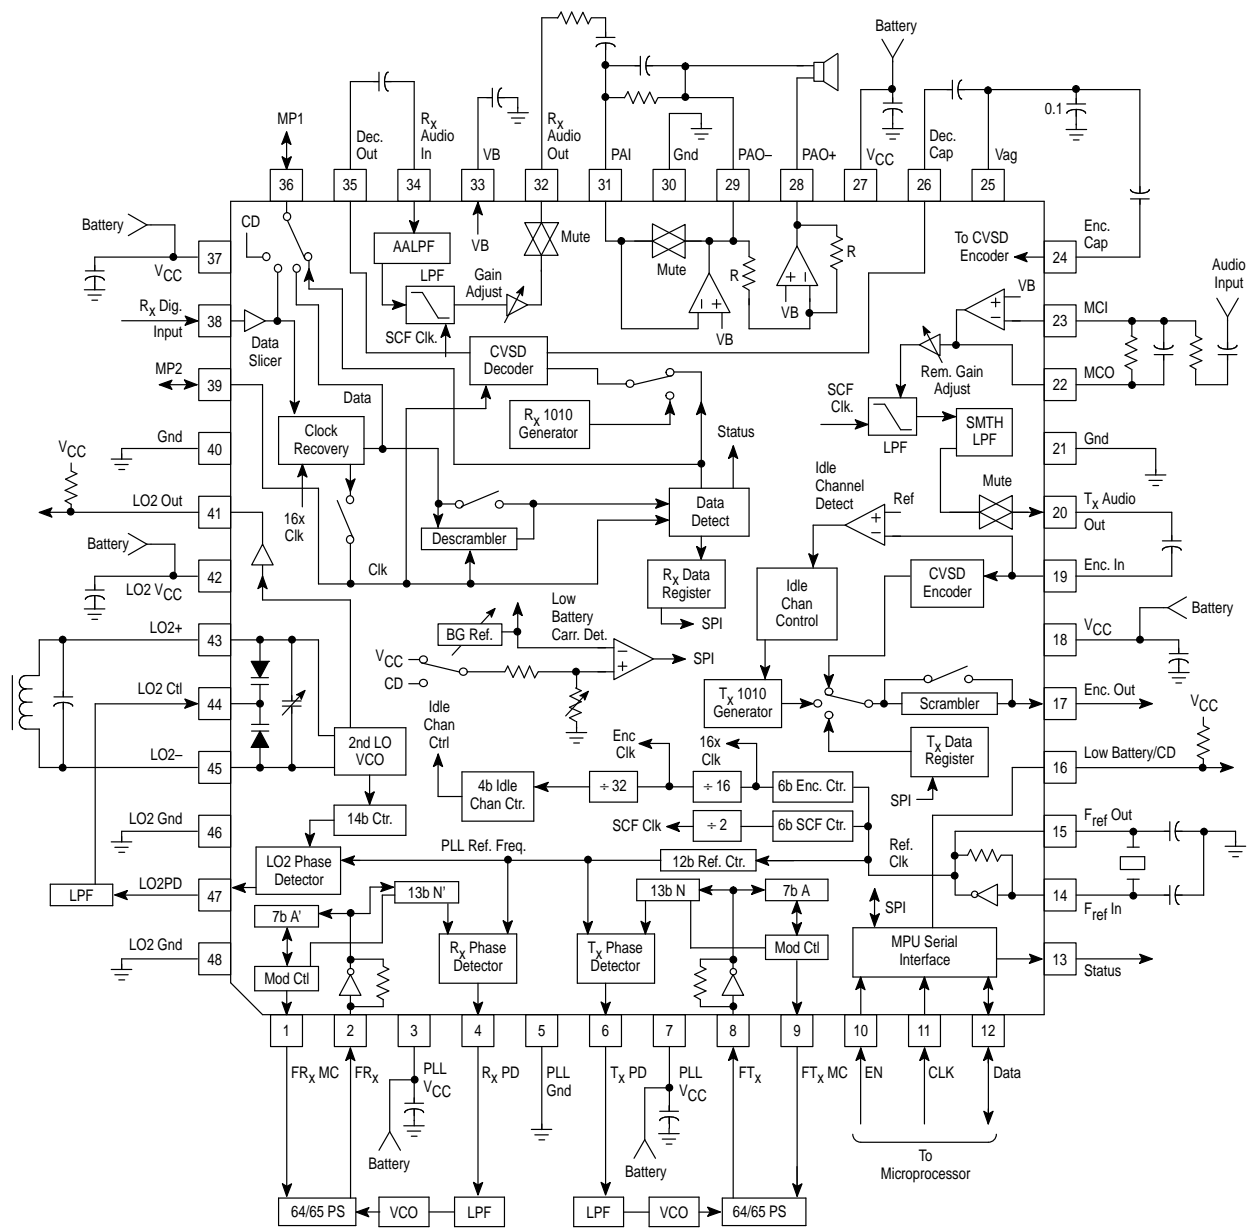 Battery
MP1
Dec. Out
Rx Audio In
VB
Rx Audio Out
PAI
Gnd
PAO–
PAO+
VCC
Dec. Cap
Vag
0.1
36
35
34
33
32
31
30
29
28
27
26
25
Battery
VCC
37
Rx Dig. Input
38
MP2
39
Gnd
40
VCC
LO2 Out
41
Battery
LO2 VCC
42
LO2+
43
LO2 Ctl
44
LO2–
45
LO2 Gnd
46
LPF
LO2PD
47
LO2 Gnd
48
CD
Data Slicer
AALPF
LPF
SCF Clk.
Gain Adjust
VB
Mute
Mute
VB
R
VB
R
To CVSD Encoder
24
Enc. Cap
Audio Input
VB
23
MCI
22
MCO
Rem. Gain Adjust
SCF Clk.
LPF
SMTH LPF
21
Gnd
Mute
20
Tx Audio Out
19
Enc. In
18
VCC
Battery
17
Enc. Out
VCC
16
Low Battery/CD
15
Fref Out
14
Fref In
13
Status
CVSD Decoder
Rx 1010 Generator
Data
Clock Recovery
16x Clk
Clk
Descrambler
Status
Data Detect
Rx Data Register
SPI
Idle Channel Detect
Ref
Idle Chan Control
CVSD Encoder
BG Ref.
Low Battery Carr. Det.
VCC
CD
SPI
Tx 1010 Generator
Scrambler
Tx Data Register
SPI
2nd LO VCO
14b Ctr.
LO2 Phase Detector
Idle Chan Ctrl
4b Idle Chan Ctr.
Enc Clk
÷ 32
16x Clk
÷ 16
6b Enc. Ctr.
SCF Clk
÷ 2
6b SCF Ctr.
PLL Ref. Freq.
12b Ref. Ctr.
Ref. Clk
13b N'
7b A'
Mod Ctl
Rx Phase Detector
Tx Phase Detector
13b N
7b A
Mod Ctl
SPI
MPU Serial Interface
1
2
3
4
5
6
7
8
9
10
11
12
FRx MC
FRx
PLL VCC
Rx PD
PLL Gnd
Tx PD
PLL VCC
FTx
FTx MC
EN
CLK
Data
Battery
Battery
To Microprocessor
64/65 PS
VCO
LPF
LPF
VCO
64/65 PS